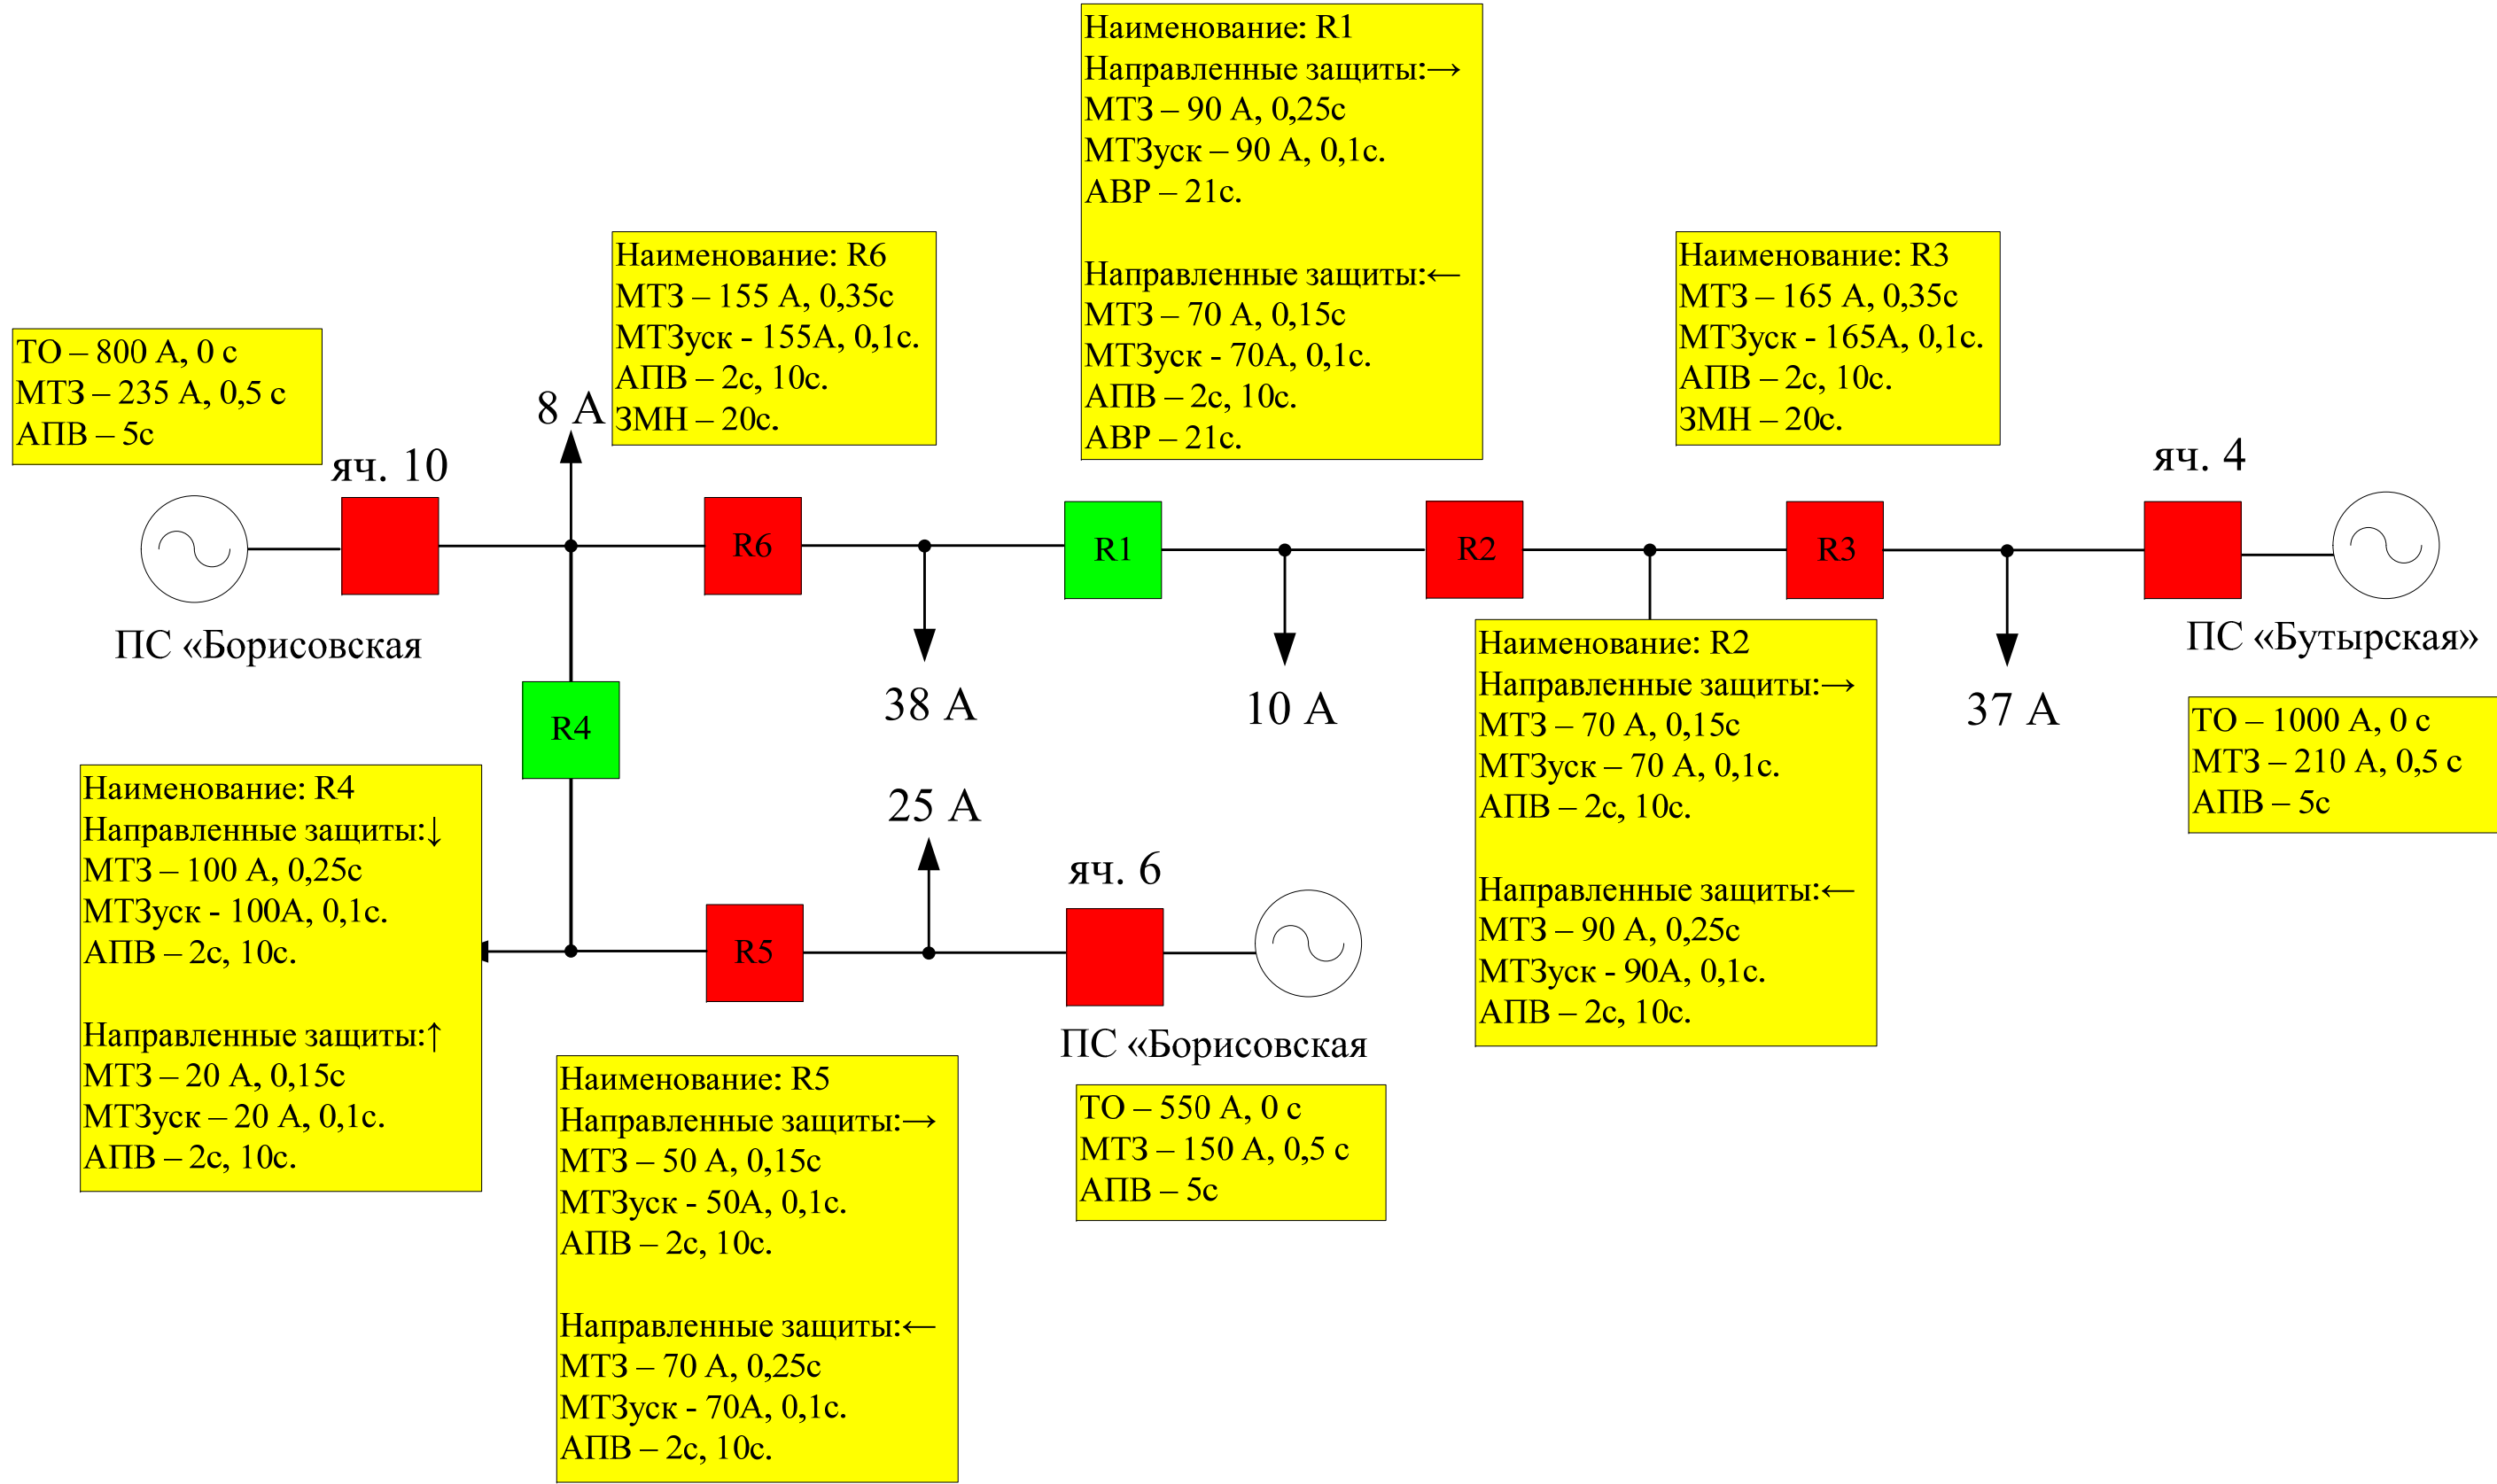 Наименование: R1
Направленные защиты:→
МТЗ – 90 А, 0,25с
МТЗуск – 90 А, 0,1с.
АВР – 21с.
Направленные защиты:←
МТЗ – 70 А, 0,15с
МТЗуск - 70А, 0,1с.
АПВ – 2с, 10с.
АВР – 21с.
Наименование: R6
МТЗ – 155 А, 0,35с
МТЗуск - 155А, 0,1с.
АПВ – 2с, 10с.
ЗМН – 20с.
Наименование: R3
МТЗ – 165 А, 0,35с
МТЗуск - 165А, 0,1с.
АПВ – 2с, 10с.
ЗМН – 20с.
ТО – 800 А, 0 с
МТЗ – 235 А, 0,5 с
АПВ – 5с
8 А
яч. 10
яч. 4
R6
R1
R2
R3
ПС «Борисовская
ПС «Бутырская»
38 А
10 А
37 А
R4
Наименование: R2
Направленные защиты:→
МТЗ – 70 А, 0,15с
МТЗуск – 70 А, 0,1с.
АПВ – 2с, 10с.
Направленные защиты:←
МТЗ – 90 А, 0,25с
МТЗуск - 90А, 0,1с.
АПВ – 2с, 10с.
ТО – 1000 А, 0 с
МТЗ – 210 А, 0,5 с
АПВ – 5с
Наименование: R4
Направленные защиты:↓
МТЗ – 100 А, 0,25с
МТЗуск - 100А, 0,1с.
АПВ – 2с, 10с.
Направленные защиты:↑
МТЗ – 20 А, 0,15с
МТЗуск – 20 А, 0,1с.
АПВ – 2с, 10с.
25 А
яч. 6
R5
ПС «Борисовская
Наименование: R5
Направленные защиты:→
МТЗ – 50 А, 0,15с
МТЗуск - 50А, 0,1с.
АПВ – 2с, 10с.
Направленные защиты:←
МТЗ – 70 А, 0,25с
МТЗуск - 70А, 0,1с.
АПВ – 2с, 10с.
ТО – 550 А, 0 с
МТЗ – 150 А, 0,5 с
АПВ – 5с